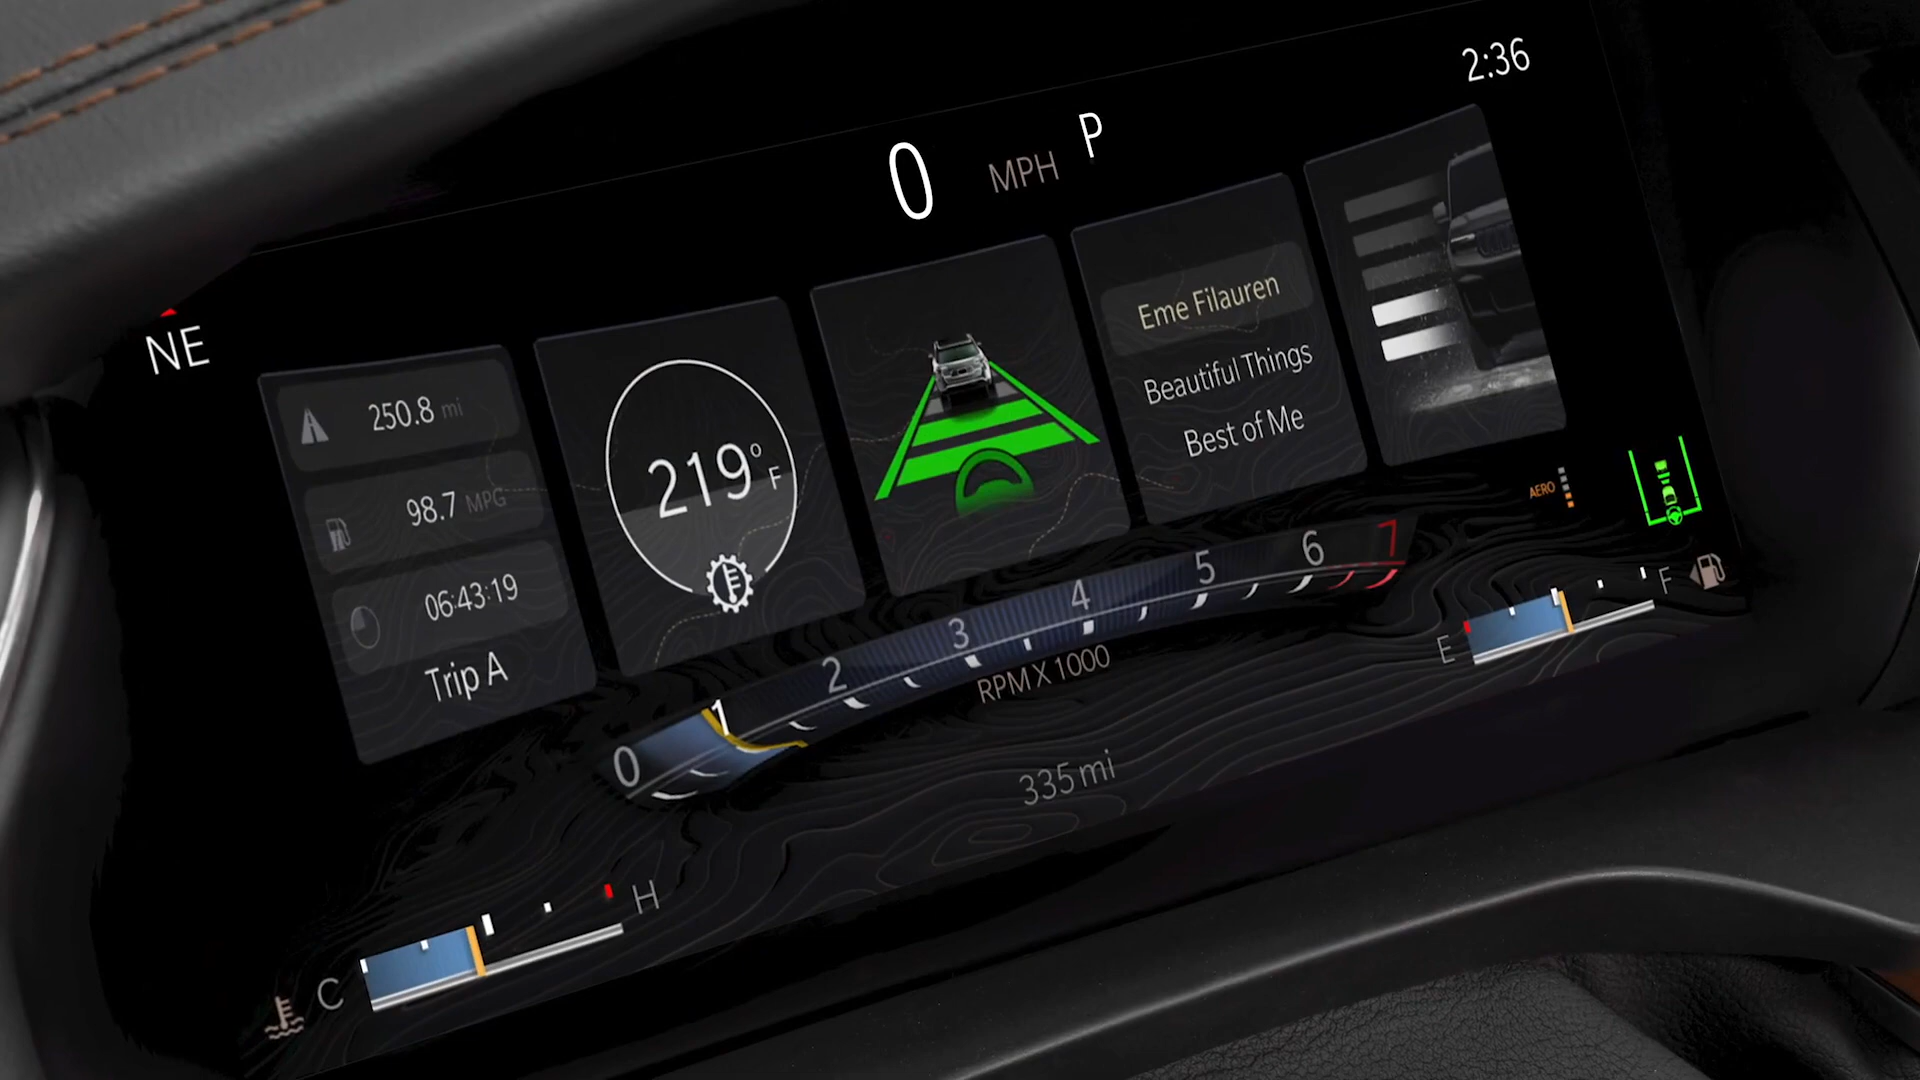 2:36
0 MPH P
NE
250.8 mi
98.7 MPG
06:43:19
Trip A
219° F
Eme Filauren
Beautiful Things
Best of Me
AERO
0 1 2 3 4 5 6 7
RPM X 1000
335 mi
E F
C H